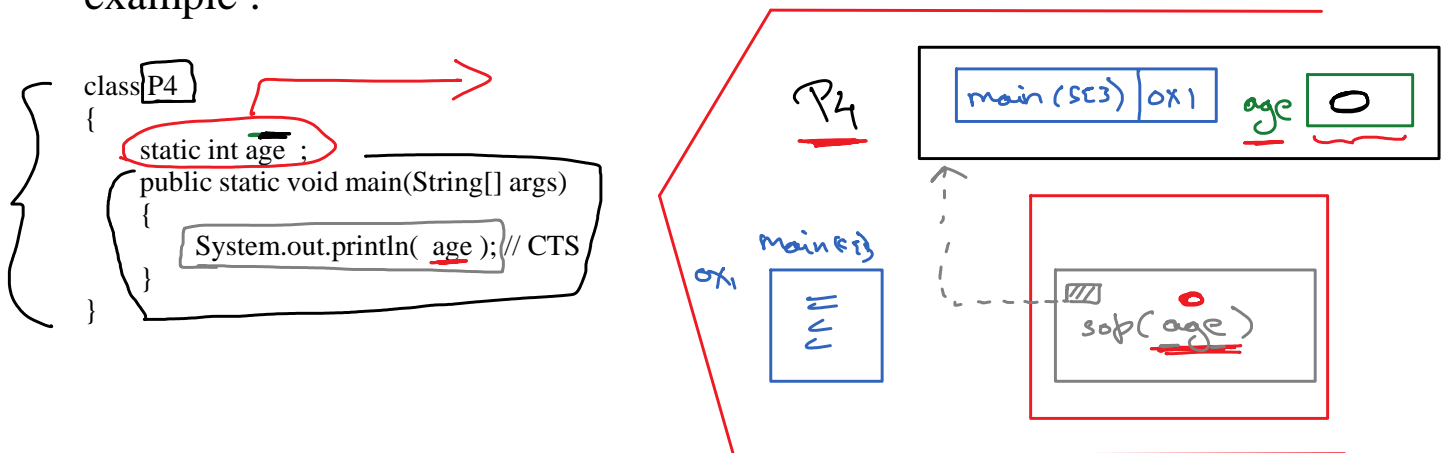 example :
class P4
{
static int age ;
public static void main(String[] args)
{
System.out.println( age ); // CTS
}
}
P4
main (S[]) 0x1
age 0
0x1
main(S[])
sop(age)
0